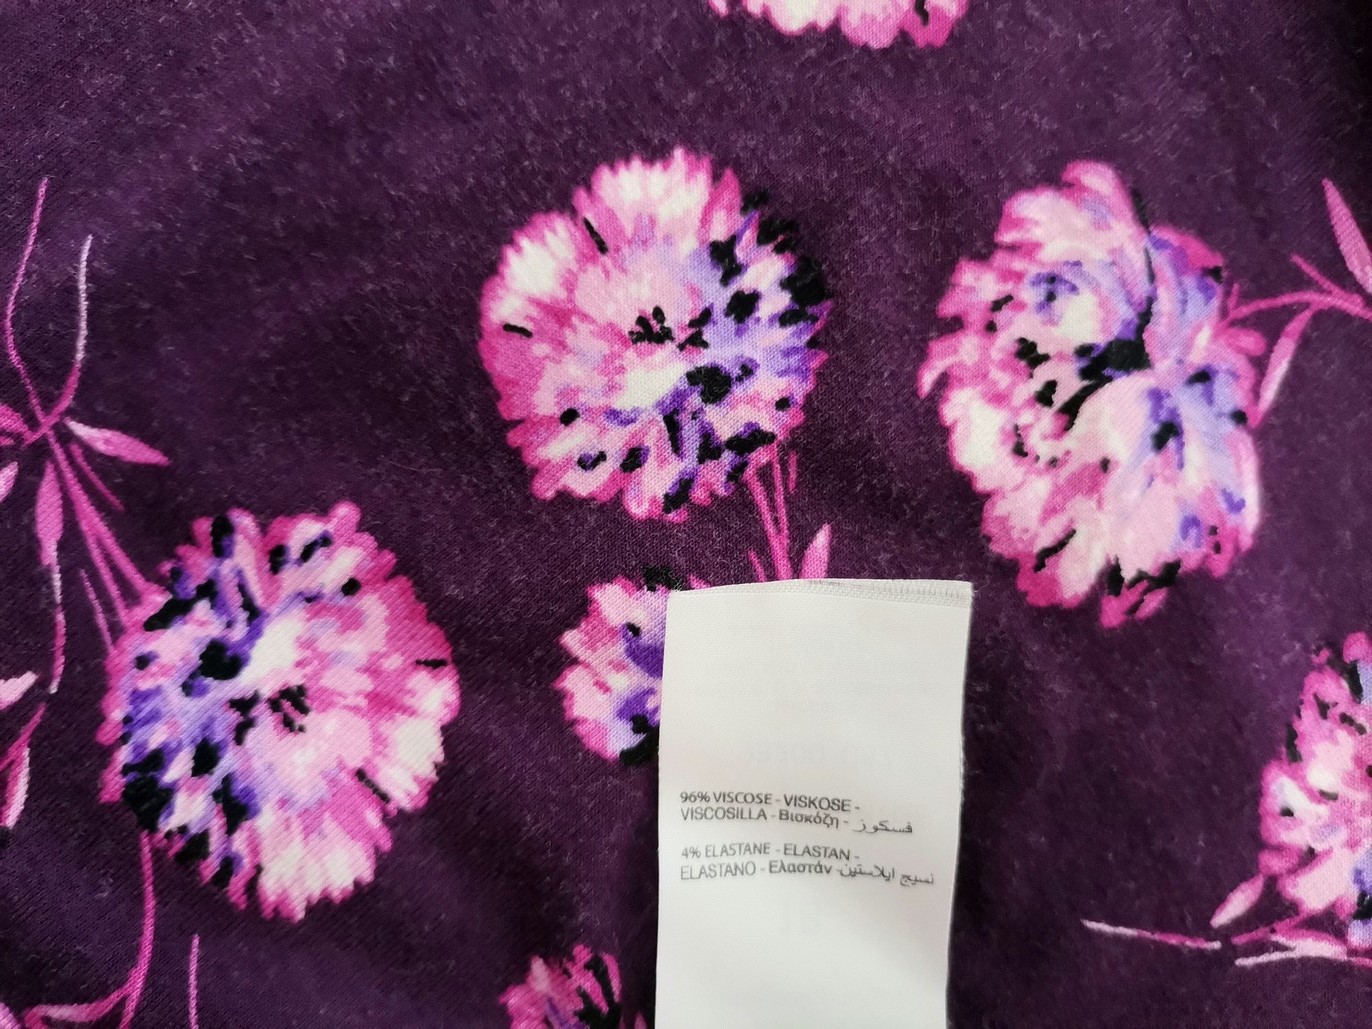 96% VISCOSE - VISKOSE -
VISCOSILLA - Βισκόζη - فسكوز
4% ELASTANE - ELASTAN -
ELASTANO - Ελαστάν - نسيج ايلاستين